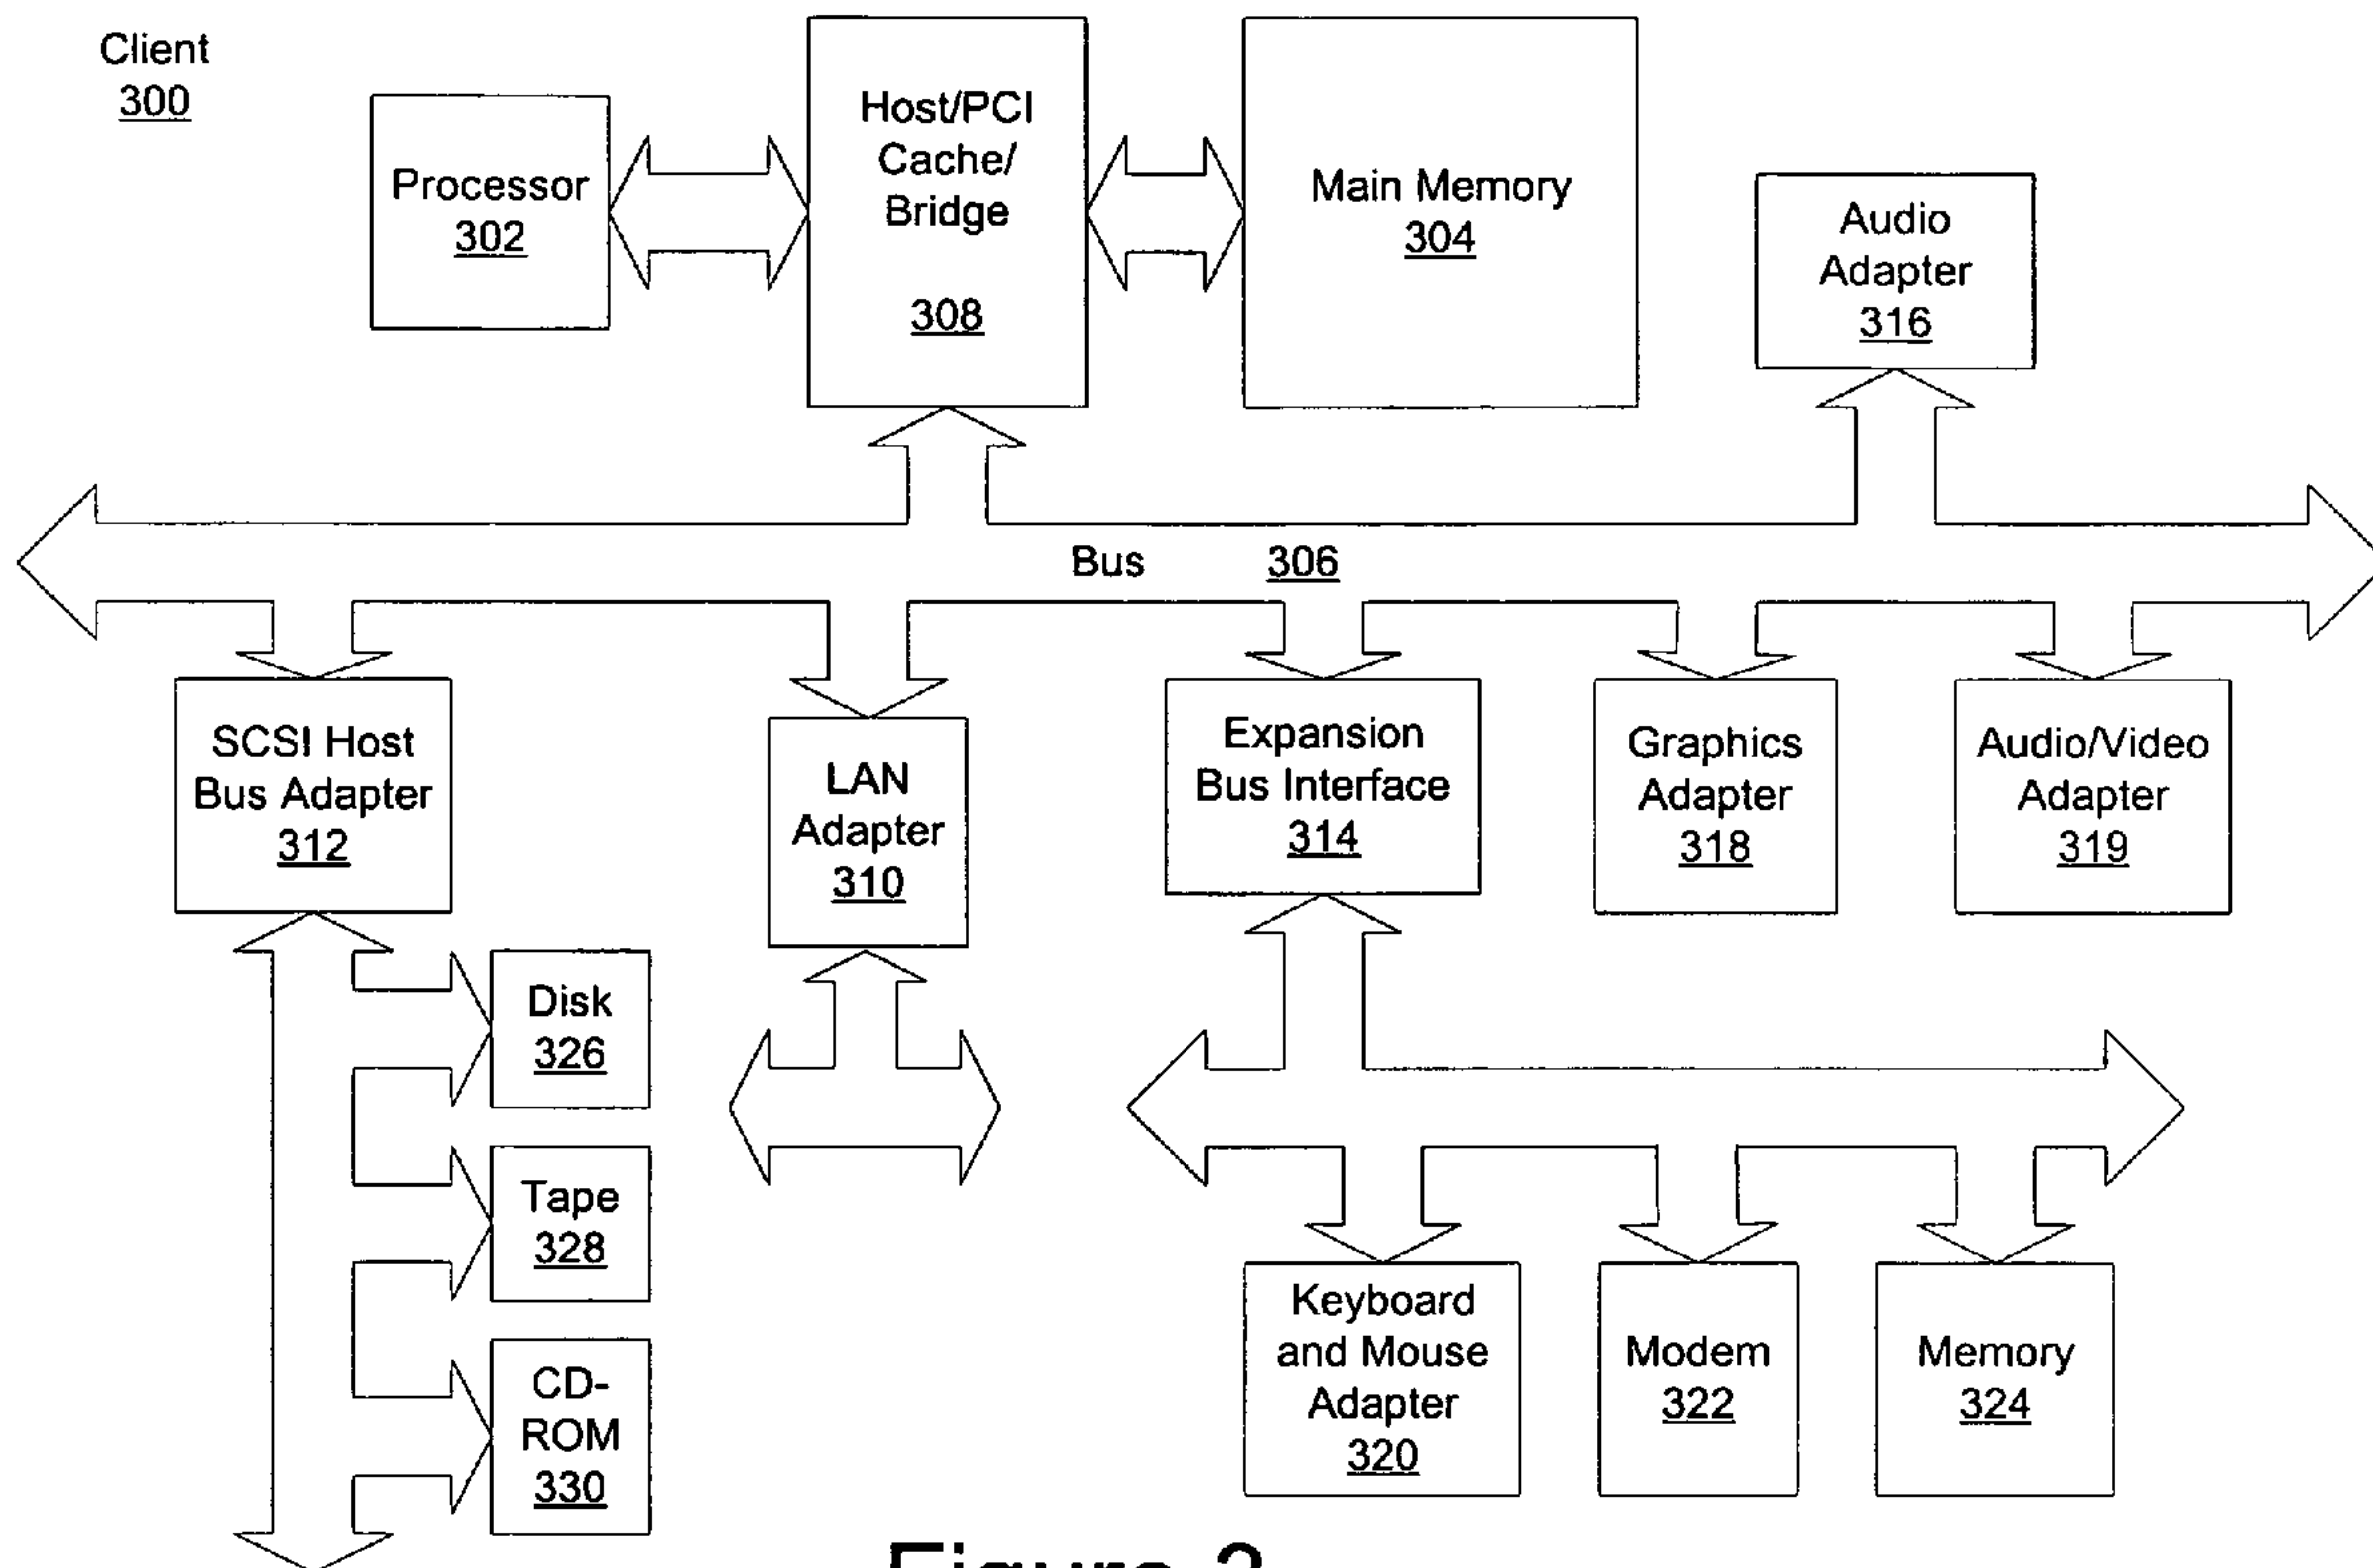 Client
300
Processor
302
Host/PCI
Cache/
Bridge
308
Main Memory
304
Audio
Adapter
316
Bus 306
SCSI Host
Bus Adapter
312
LAN
Adapter
310
Expansion
Bus Interface
314
Graphics
Adapter
318
Audio/Video
Adapter
319
Disk
326
Tape
328
CD-
ROM
330
Keyboard
and Mouse
Adapter
320
Modem
322
Memory
324
Figure